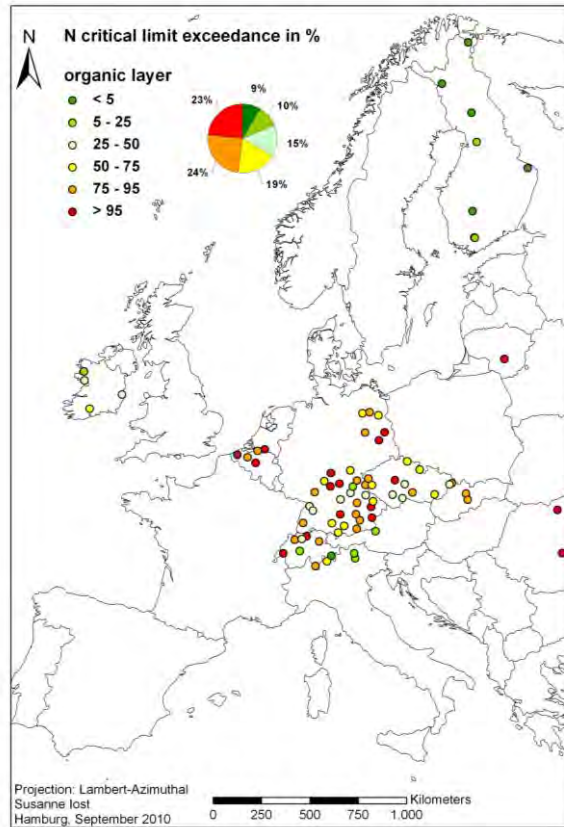 N
N critical limit exceedance in %
organic layer
< 5
5 - 25
25 - 50
50 - 75
75 - 95
> 95
9%
10%
15%
19%
24%
23%
Projection: Lambert-Azimuthal
Susanne Iost
Hamburg, September 2010
Kilometers
0 250 500 750 1.000